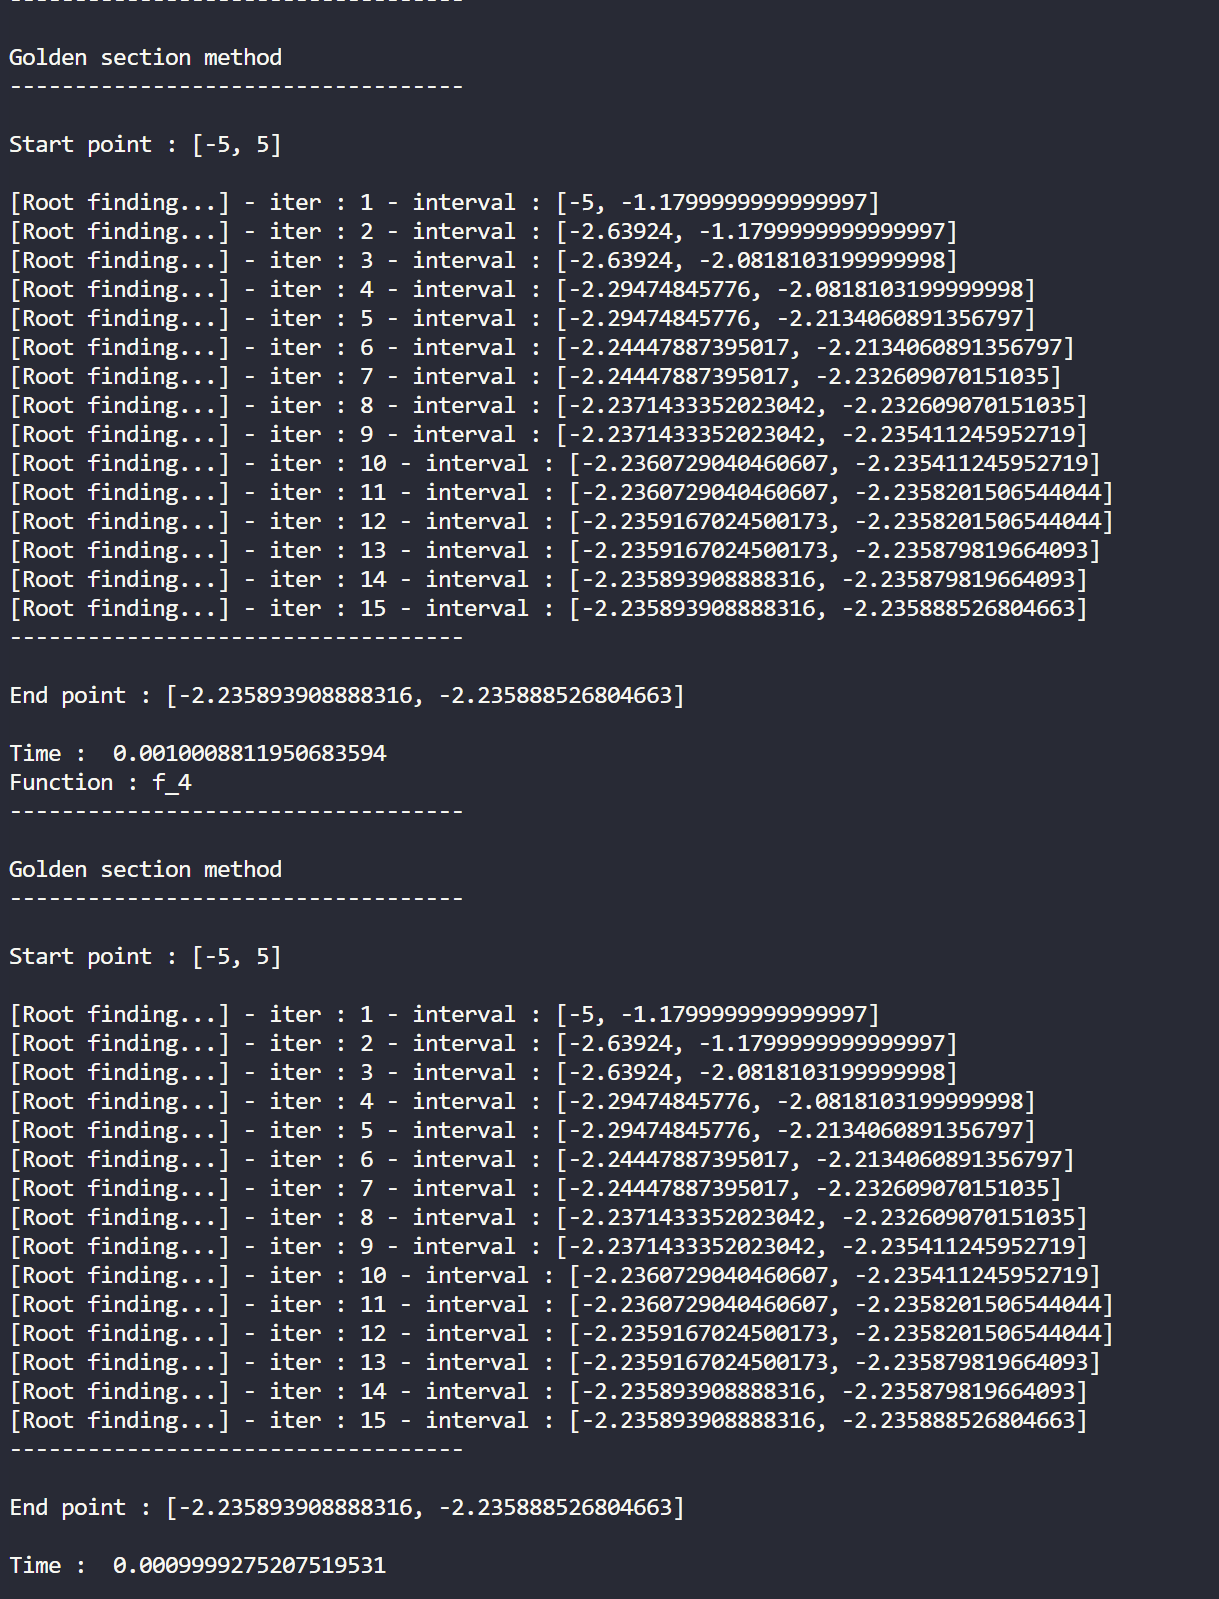 -----------------------------------
Golden section method
-----------------------------------
Start point : [-5, 5]
[Root finding...] - iter : 1 - interval : [-5, -1.1799999999999997]
[Root finding...] - iter : 2 - interval : [-2.63924, -1.1799999999999997]
[Root finding...] - iter : 3 - interval : [-2.63924, -2.0818103199999998]
[Root finding...] - iter : 4 - interval : [-2.29474845776, -2.0818103199999998]
[Root finding...] - iter : 5 - interval : [-2.29474845776, -2.2134060891356797]
[Root finding...] - iter : 6 - interval : [-2.24447887395017, -2.2134060891356797]
[Root finding...] - iter : 7 - interval : [-2.24447887395017, -2.232609070151035]
[Root finding...] - iter : 8 - interval : [-2.2371433352023042, -2.232609070151035]
[Root finding...] - iter : 9 - interval : [-2.2371433352023042, -2.235411245952719]
[Root finding...] - iter : 10 - interval : [-2.2360729040460607, -2.235411245952719]
[Root finding...] - iter : 11 - interval : [-2.2360729040460607, -2.2358201506544044]
[Root finding...] - iter : 12 - interval : [-2.2359167024500173, -2.2358201506544044]
[Root finding...] - iter : 13 - interval : [-2.2359167024500173, -2.235879819664093]
[Root finding...] - iter : 14 - interval : [-2.235893908888316, -2.235879819664093]
[Root finding...] - iter : 15 - interval : [-2.235893908888316, -2.235888526804663]
-----------------------------------
End point : [-2.235893908888316, -2.235888526804663]
Time :  0.0010008811950683594
Function : f_4
-----------------------------------
Golden section method
-----------------------------------
Start point : [-5, 5]
[Root finding...] - iter : 1 - interval : [-5, -1.1799999999999997]
[Root finding...] - iter : 2 - interval : [-2.63924, -1.1799999999999997]
[Root finding...] - iter : 3 - interval : [-2.63924, -2.0818103199999998]
[Root finding...] - iter : 4 - interval : [-2.29474845776, -2.0818103199999998]
[Root finding...] - iter : 5 - interval : [-2.29474845776, -2.2134060891356797]
[Root finding...] - iter : 6 - interval : [-2.24447887395017, -2.2134060891356797]
[Root finding...] - iter : 7 - interval : [-2.24447887395017, -2.232609070151035]
[Root finding...] - iter : 8 - interval : [-2.2371433352023042, -2.232609070151035]
[Root finding...] - iter : 9 - interval : [-2.2371433352023042, -2.235411245952719]
[Root finding...] - iter : 10 - interval : [-2.2360729040460607, -2.235411245952719]
[Root finding...] - iter : 11 - interval : [-2.2360729040460607, -2.2358201506544044]
[Root finding...] - iter : 12 - interval : [-2.2359167024500173, -2.2358201506544044]
[Root finding...] - iter : 13 - interval : [-2.2359167024500173, -2.235879819664093]
[Root finding...] - iter : 14 - interval : [-2.235893908888316, -2.235879819664093]
[Root finding...] - iter : 15 - interval : [-2.235893908888316, -2.235888526804663]
-----------------------------------
End point : [-2.235893908888316, -2.235888526804663]
Time :  0.0009999275207519531